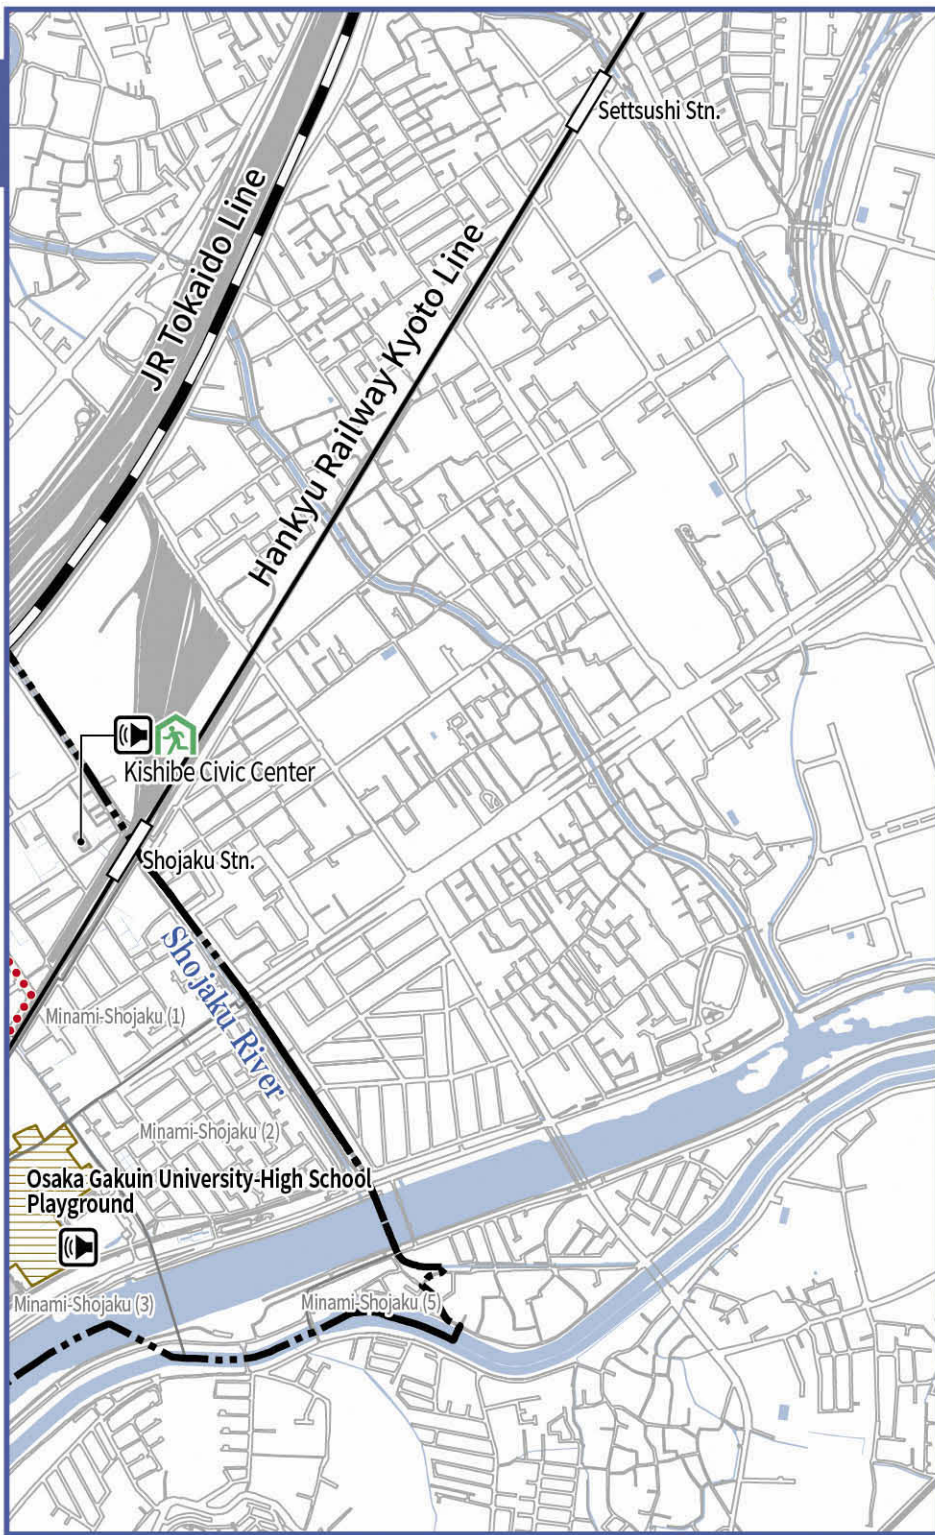 Settsushi Stn.
JR Tokaido Line
Hankyu Railway Kyoto Line
Kishibe Civic Center
Shojaku Stn.
Shojaku River
Minami-Shojaku (1)
Minami-Shojaku (2)
Osaka Gakuin University-High School
Playground
Minami-Shojaku (3)
Minami-Shojaku (5)